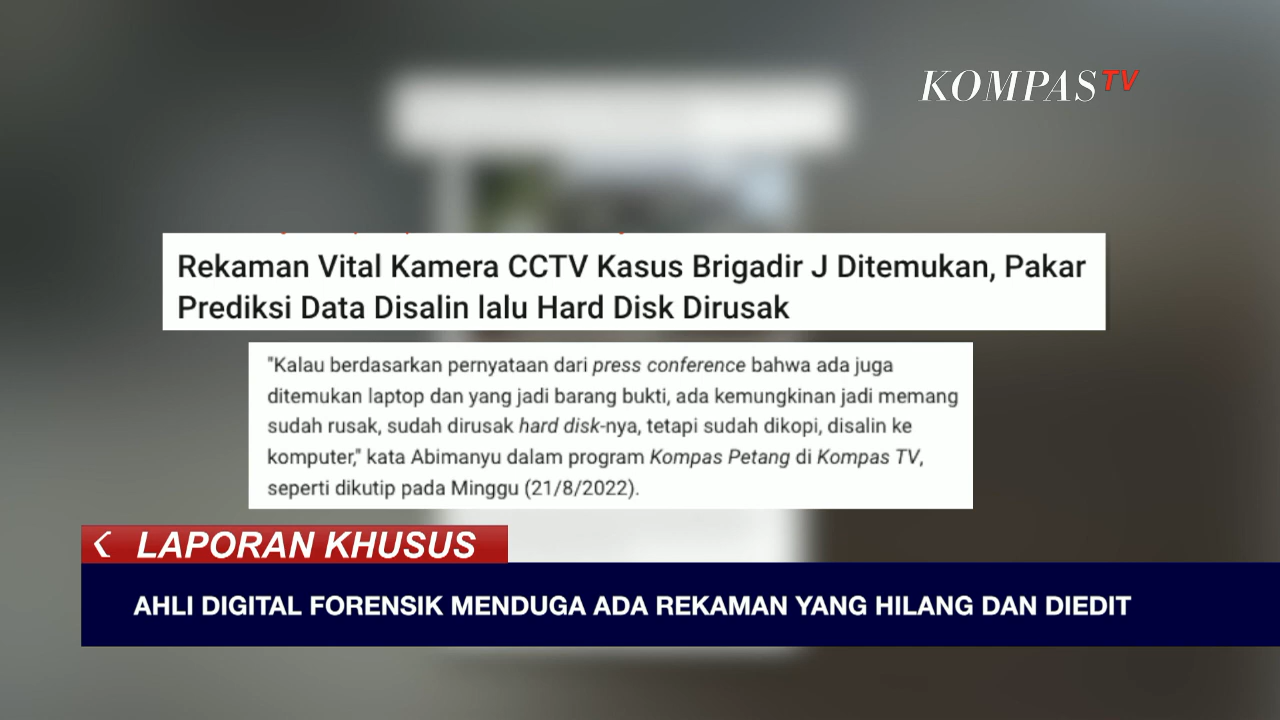 KOMPASTV
Rekaman Vital Kamera CCTV Kasus Brigadir J Ditemukan, Pakar
Prediksi Data Disalin lalu Hard Disk Dirusak
"Kalau berdasarkan pernyataan dari press conference bahwa ada juga
ditemukan laptop dan yang jadi barang bukti, ada kemungkinan jadi memang
sudah rusak, sudah dirusak hard disk-nya, tetapi sudah dikopi, disalin ke
komputer," kata Abimanyu dalam program Kompas Petang di Kompas TV,
seperti dikutip pada Minggu (21/8/2022).
LAPORAN KHUSUS
AHLI DIGITAL FORENSIK MENDUGA ADA REKAMAN YANG HILANG DAN DIEDIT